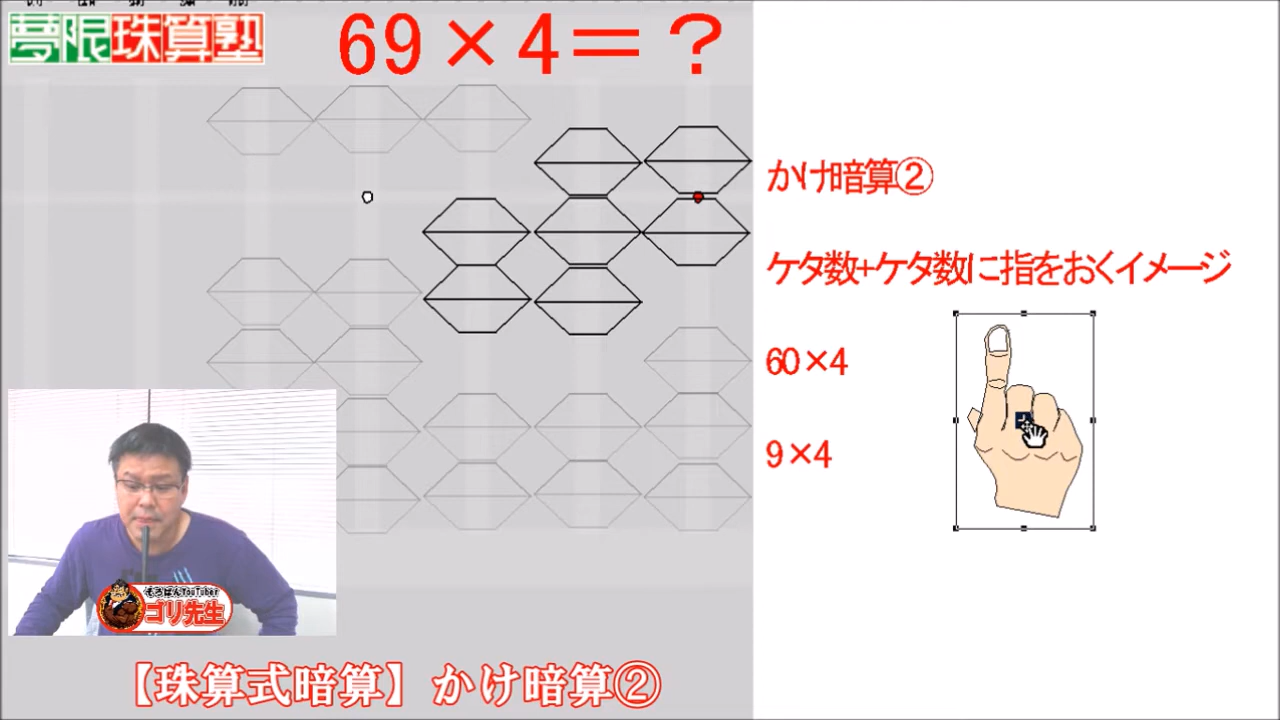 夢限珠算塾
69×4＝？
かけ暗算②
ケタ数+ケタ数に指をおくイメージ
60×4
9×4
そろばんYouTuber
ゴリ先生
【珠算式暗算】かけ暗算②